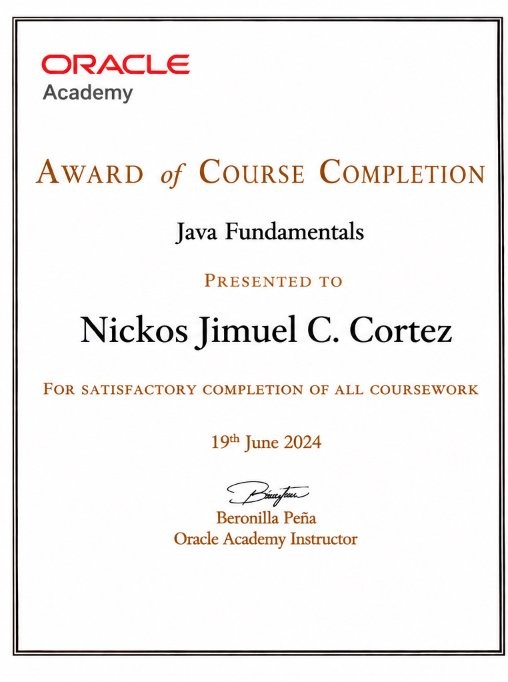 ORACLE
Academy
AWARD of COURSE COMPLETION
Java Fundamentals
PRESENTED TO
Nickos Jimuel C. Cortez
FOR SATISFACTORY COMPLETION OF ALL COURSEWORK
19th June 2024
Beronilla Peña
Oracle Academy Instructor